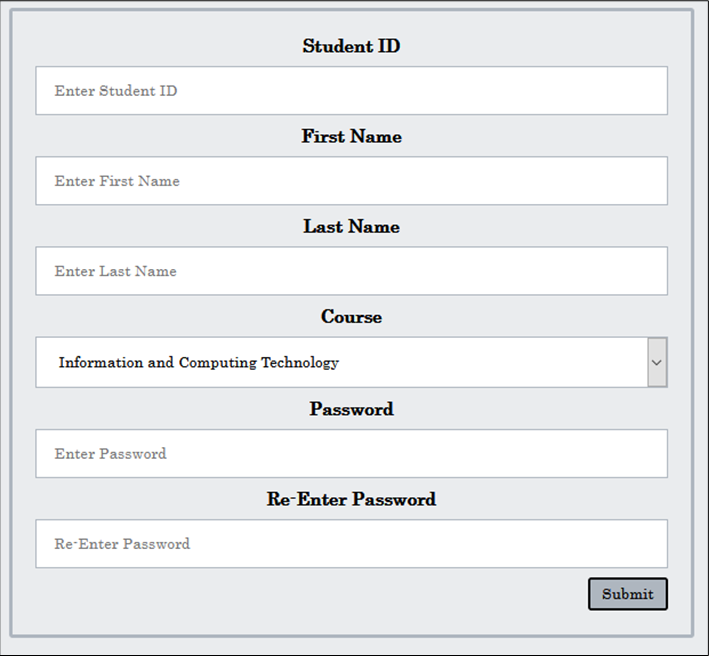 Student ID
Enter Student ID
First Name
Enter First Name
Last Name
Enter Last Name
Course
Information and Computing Technology
Password
Enter Password
Re-Enter Password
Re-Enter Password
Submit